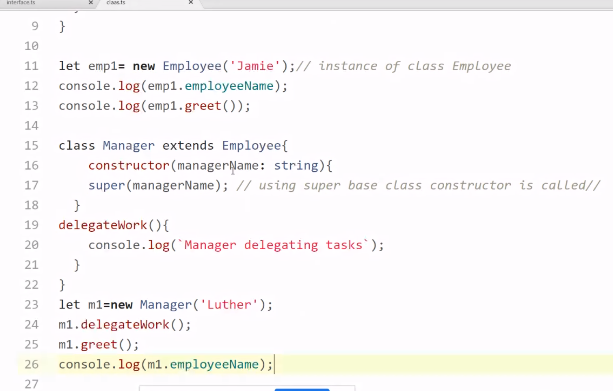 interface.ts × claas.ts ×
9 }
10
11 let emp1= new Employee('Jamie');// instance of class Employee
12 console.log(emp1.employeeName);
13 console.log(emp1.greet());
14
15 class Manager extends Employee{
16 constructor(managerName: string){
17 super(managerName); // using super base class constructor is called//
18 }
19 delegateWork(){
20 console.log(`Manager delegating tasks`);
21 }
22 }
23 let m1=new Manager('Luther');
24 m1.delegateWork();
25 m1.greet();
26 console.log(m1.employeeName);
27